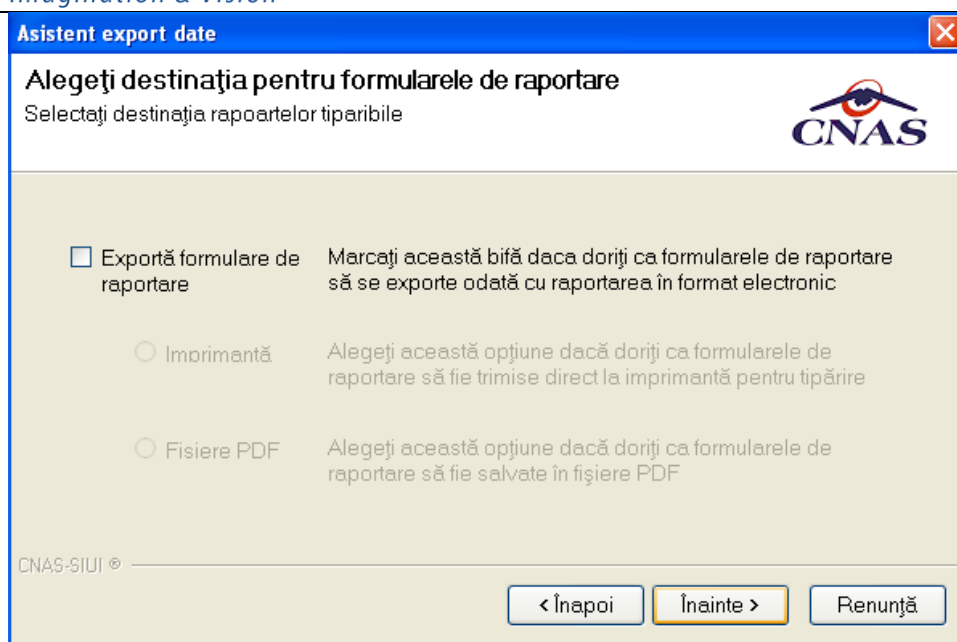 Imagination & Vision
Asistent export date
Alegeţi destinaţia pentru formularele de raportare
Selectaţi destinaţia rapoartelor tiparibile
CNAS
Exportă formulare de raportare
Marcaţi această bifă daca doriţi ca formularele de raportare
să se exporte odată cu raportarea în format electronic
Imprimantă
Alegeţi această opţiune dacă doriţi ca formularele de
raportare să fie trimise direct la imprimantă pentru tipărire
Fisiere PDF
Alegeţi această opţiune dacă doriţi ca formularele de
raportare să fie salvate în fişiere PDF
CNAS-SIUI ®
< Înapoi
Înainte >
Renunţă